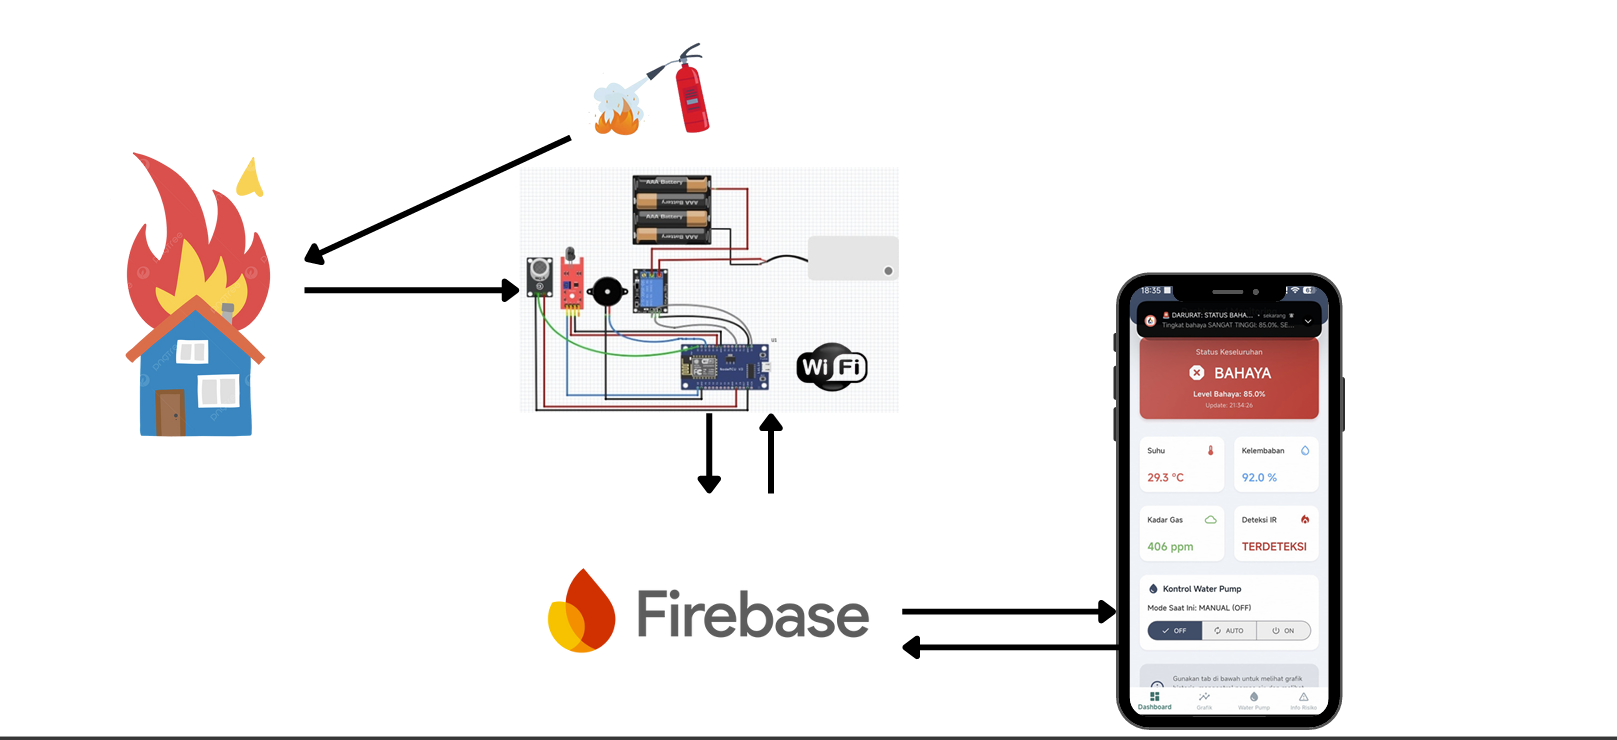 AAA Battery
AAA Battery
AAA Battery
AAA Battery
U1
WiFi
Firebase
18:35
DARURAT: STATUS BAHA... • sekarang
Tingkat bahaya SANGAT TINGGI: 85.0%, SE...
Status Keseluruhan
BAHAYA
Level Bahaya: 85.0%
Update: 21:34:26
Suhu
29.3 °C
Kelembaban
92.0 %
Kadar Gas
406 ppm
Deteksi IR
TERDETEKSI
Kontrol Water Pump
Mode Saat Ini: MANUAL (OFF)
OFF
AUTO
ON
Gunakan tab di bawah untuk melihat grafik
Dashboard
Grafik
Water Pump
Info Risiko